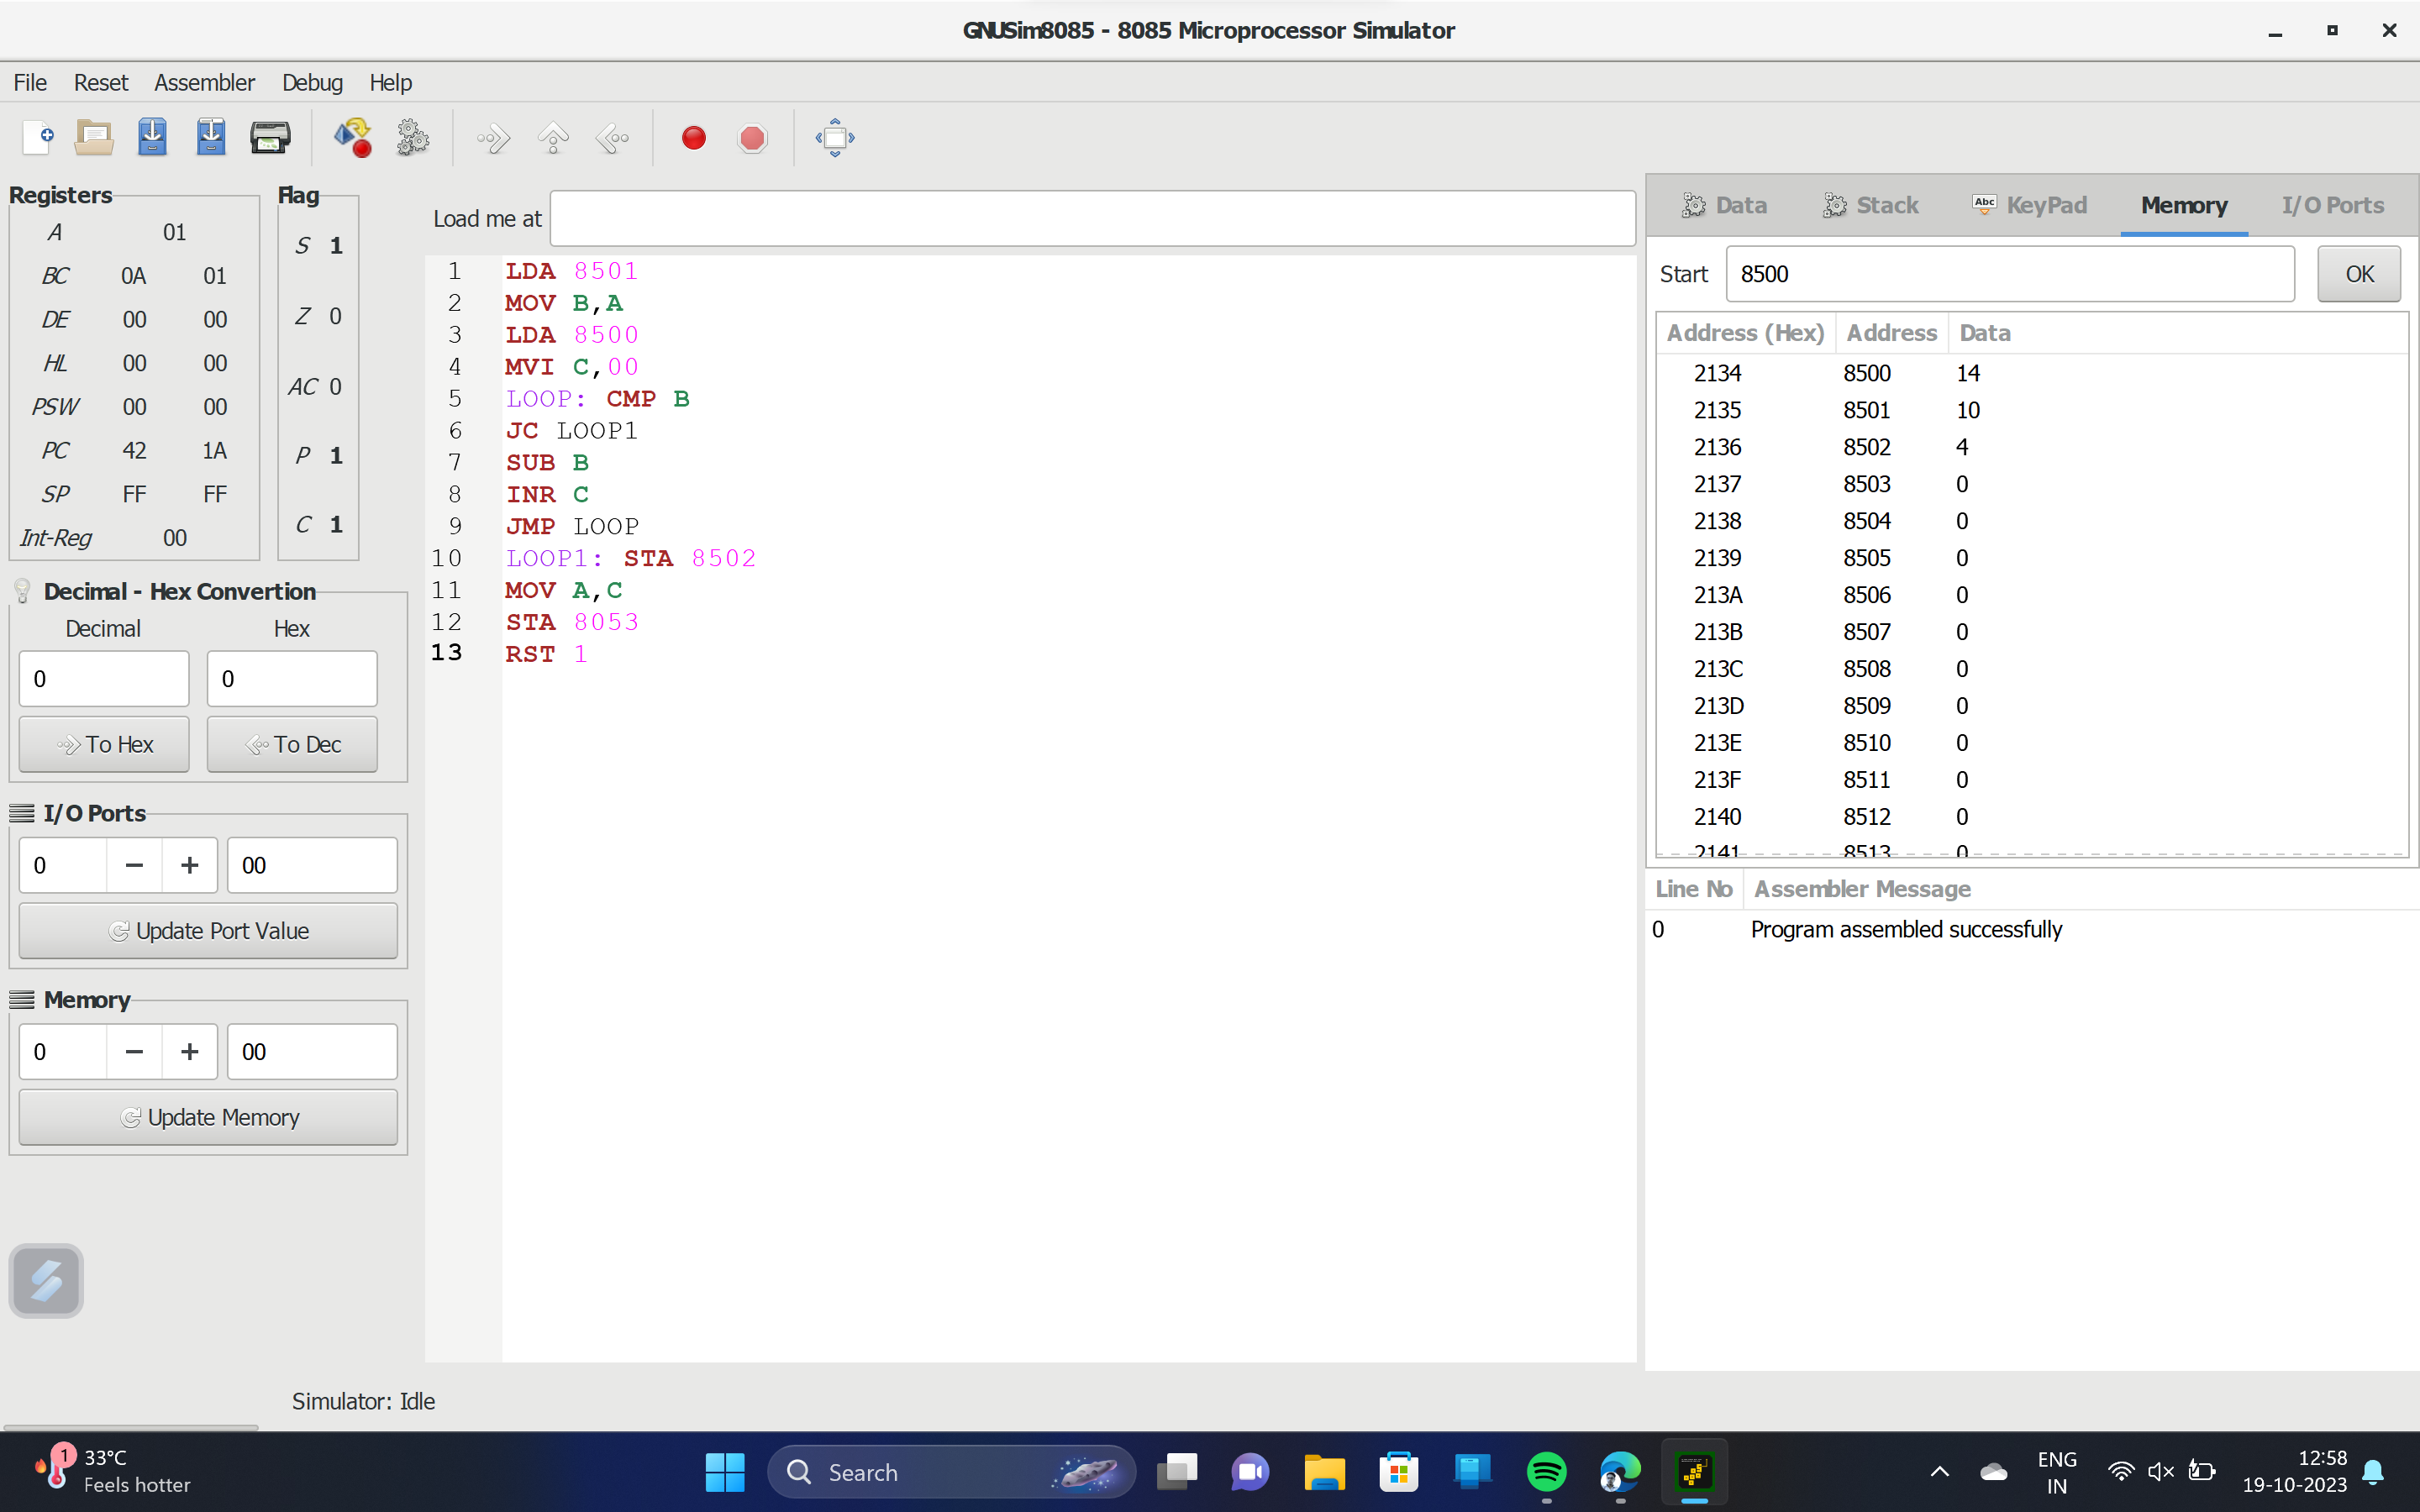 GNUSim8085 - 8085 Microprocessor Simulator
File Reset Assembler Debug Help
Registers
A 01
BC 0A 01
DE 00 00
HL 00 00
PSW 00 00
PC 42 1A
SP FF FF
Int-Reg 00
Flag
S 1
Z 0
AC 0
P 1
C 1
Decimal - Hex Convertion
Decimal Hex
0 0
To Hex To Dec
I/O Ports
0 − + 00
Update Port Value
Memory
0 − + 00
Update Memory
Load me at
1 LDA 8501
2 MOV B,A
3 LDA 8500
4 MVI C,00
5 LOOP: CMP B
6 JC LOOP1
7 SUB B
8 INR C
9 JMP LOOP
10 LOOP1: STA 8502
11 MOV A,C
12 STA 8053
13 RST 1
Data Stack Abc KeyPad Memory I/O Ports
Start 8500 OK
Address (Hex) Address Data
2134 8500 14
2135 8501 10
2136 8502 4
2137 8503 0
2138 8504 0
2139 8505 0
213A 8506 0
213B 8507 0
213C 8508 0
213D 8509 0
213E 8510 0
213F 8511 0
2140 8512 0
2141 8513 0
Line No Assembler Message
0 Program assembled successfully
Simulator: Idle
1 33°C
Feels hotter
Search
ENG
IN
12:58
19-10-2023